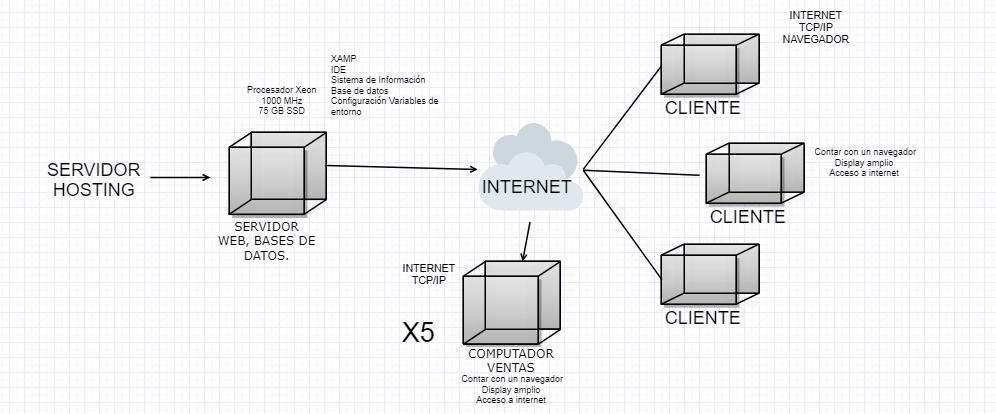 INTERNET
TCP/IP
NAVEGADOR
XAMP
IDE
Sistema de Información
Base de datos
Configuración Variables de
entorno
Procesador Xeon
1000 MHz
75 GB SSD
CLIENTE
SERVIDOR
HOSTING
INTERNET
Contar con un navegador
Display amplio
Acceso a internet
CLIENTE
SERVIDOR
WEB, BASES DE
DATOS.
INTERNET
TCP/IP
X5
COMPUTADOR
VENTAS
Contar con un navegador
Display amplio
Acceso a internet
CLIENTE